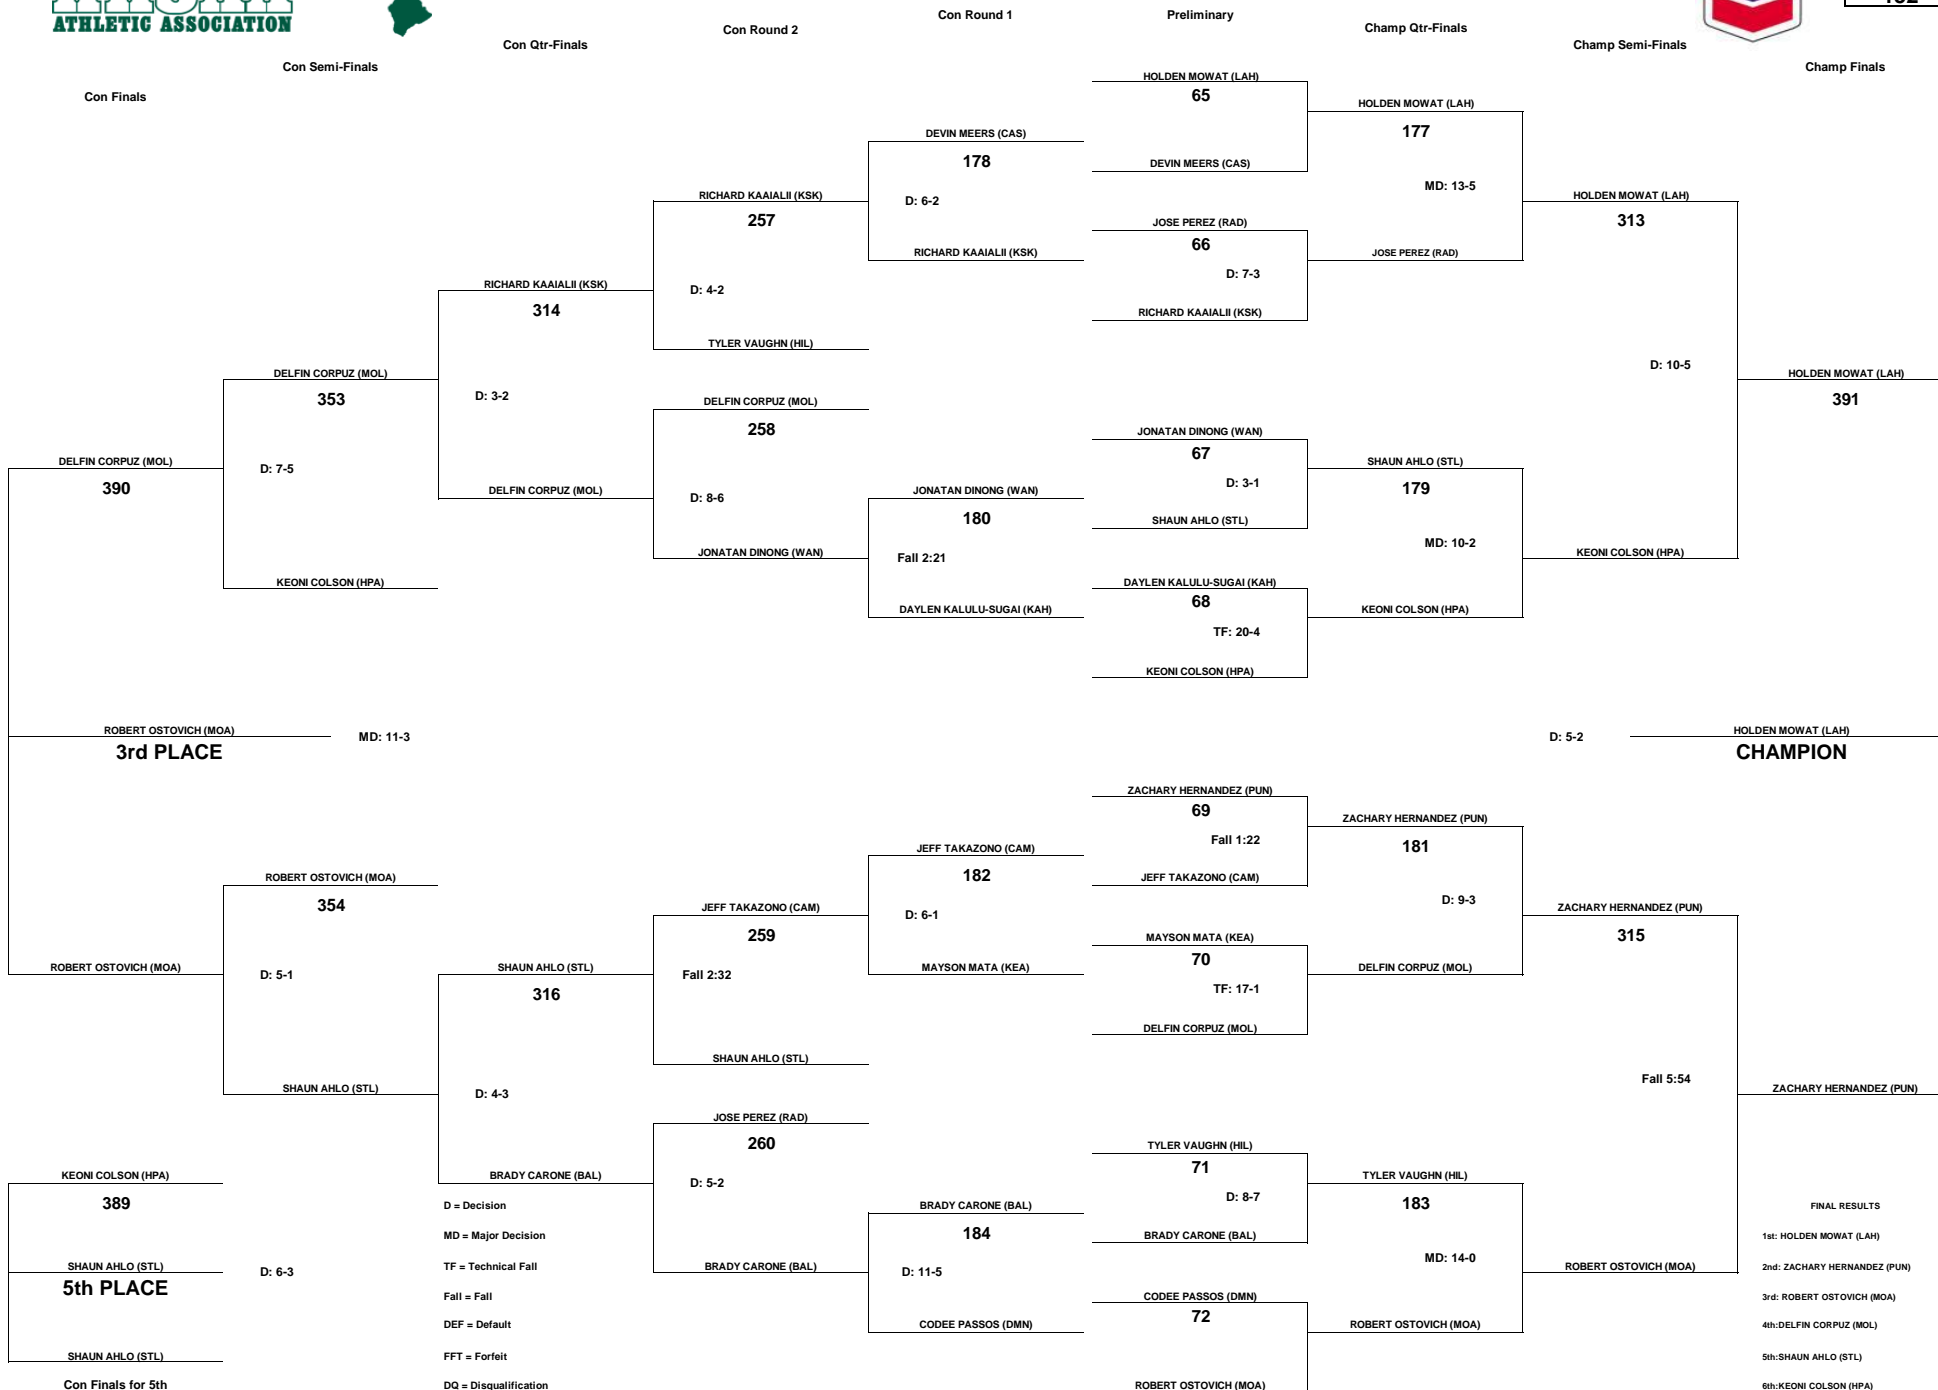 ATHLETIC ASSOCIATION
Con Finals
Con Semi-Finals
Con Qtr-Finals
Con Round 2
Con Round 1
Preliminary
Champ Qtr-Finals
Champ Semi-Finals
Champ Finals
HOLDEN MOWAT (LAH)
65
DEVIN MEERS (CAS)
JOSE PEREZ (RAD)
66
D: 7-3
RICHARD KAAIALII (KSK)
JONATAN DINONG (WAN)
67
D: 3-1
SHAUN AHLO (STL)
DAYLEN KALULU-SUGAI (KAH)
68
TF: 20-4
KEONI COLSON (HPA)
ZACHARY HERNANDEZ (PUN)
69
Fall 1:22
JEFF TAKAZONO (CAM)
MAYSON MATA (KEA)
70
TF: 17-1
DELFIN CORPUZ (MOL)
TYLER VAUGHN (HIL)
71
D: 8-7
BRADY CARONE (BAL)
CODEE PASSOS (DMN)
72
ROBERT OSTOVICH (MOA)
HOLDEN MOWAT (LAH)
177
MD: 13-5
JOSE PEREZ (RAD)
SHAUN AHLO (STL)
179
MD: 10-2
KEONI COLSON (HPA)
ZACHARY HERNANDEZ (PUN)
181
D: 9-3
DELFIN CORPUZ (MOL)
TYLER VAUGHN (HIL)
183
MD: 14-0
ROBERT OSTOVICH (MOA)
HOLDEN MOWAT (LAH)
313
D: 10-5
KEONI COLSON (HPA)
ZACHARY HERNANDEZ (PUN)
315
Fall 5:54
ROBERT OSTOVICH (MOA)
HOLDEN MOWAT (LAH)
391
D: 5-2
HOLDEN MOWAT (LAH)
CHAMPION
ZACHARY HERNANDEZ (PUN)
DEVIN MEERS (CAS)
178
D: 6-2
RICHARD KAAIALII (KSK)
JONATAN DINONG (WAN)
180
Fall 2:21
DAYLEN KALULU-SUGAI (KAH)
JEFF TAKAZONO (CAM)
182
D: 6-1
MAYSON MATA (KEA)
BRADY CARONE (BAL)
184
D: 11-5
CODEE PASSOS (DMN)
RICHARD KAAIALII (KSK)
257
D: 4-2
TYLER VAUGHN (HIL)
DELFIN CORPUZ (MOL)
258
D: 8-6
JONATAN DINONG (WAN)
JEFF TAKAZONO (CAM)
259
Fall 2:32
SHAUN AHLO (STL)
JOSE PEREZ (RAD)
260
D: 5-2
BRADY CARONE (BAL)
RICHARD KAAIALII (KSK)
314
D: 3-2
DELFIN CORPUZ (MOL)
SHAUN AHLO (STL)
316
D: 4-3
BRADY CARONE (BAL)
DELFIN CORPUZ (MOL)
353
D: 7-5
KEONI COLSON (HPA)
ROBERT OSTOVICH (MOA)
354
D: 5-1
SHAUN AHLO (STL)
DELFIN CORPUZ (MOL)
390
ROBERT OSTOVICH (MOA)
3rd PLACE
MD: 11-3
ROBERT OSTOVICH (MOA)
KEONI COLSON (HPA)
389
SHAUN AHLO (STL)
5th PLACE
D: 6-3
SHAUN AHLO (STL)
Con Finals for 5th
D = Decision
MD = Major Decision
TF = Technical Fall
Fall = Fall
DEF = Default
FFT = Forfeit
DQ = Disqualification
FINAL RESULTS
1st: HOLDEN MOWAT (LAH)
2nd: ZACHARY HERNANDEZ (PUN)
3rd: ROBERT OSTOVICH (MOA)
4th:DELFIN CORPUZ (MOL)
5th:SHAUN AHLO (STL)
6th:KEONI COLSON (HPA)